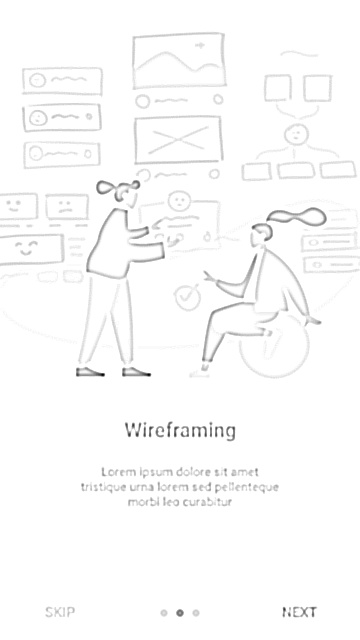 Wireframing
Lorem ipsum dolore sit amet
tristique urna lorem sed pellenteque
morbi leo curabitur
SKIP
NEXT